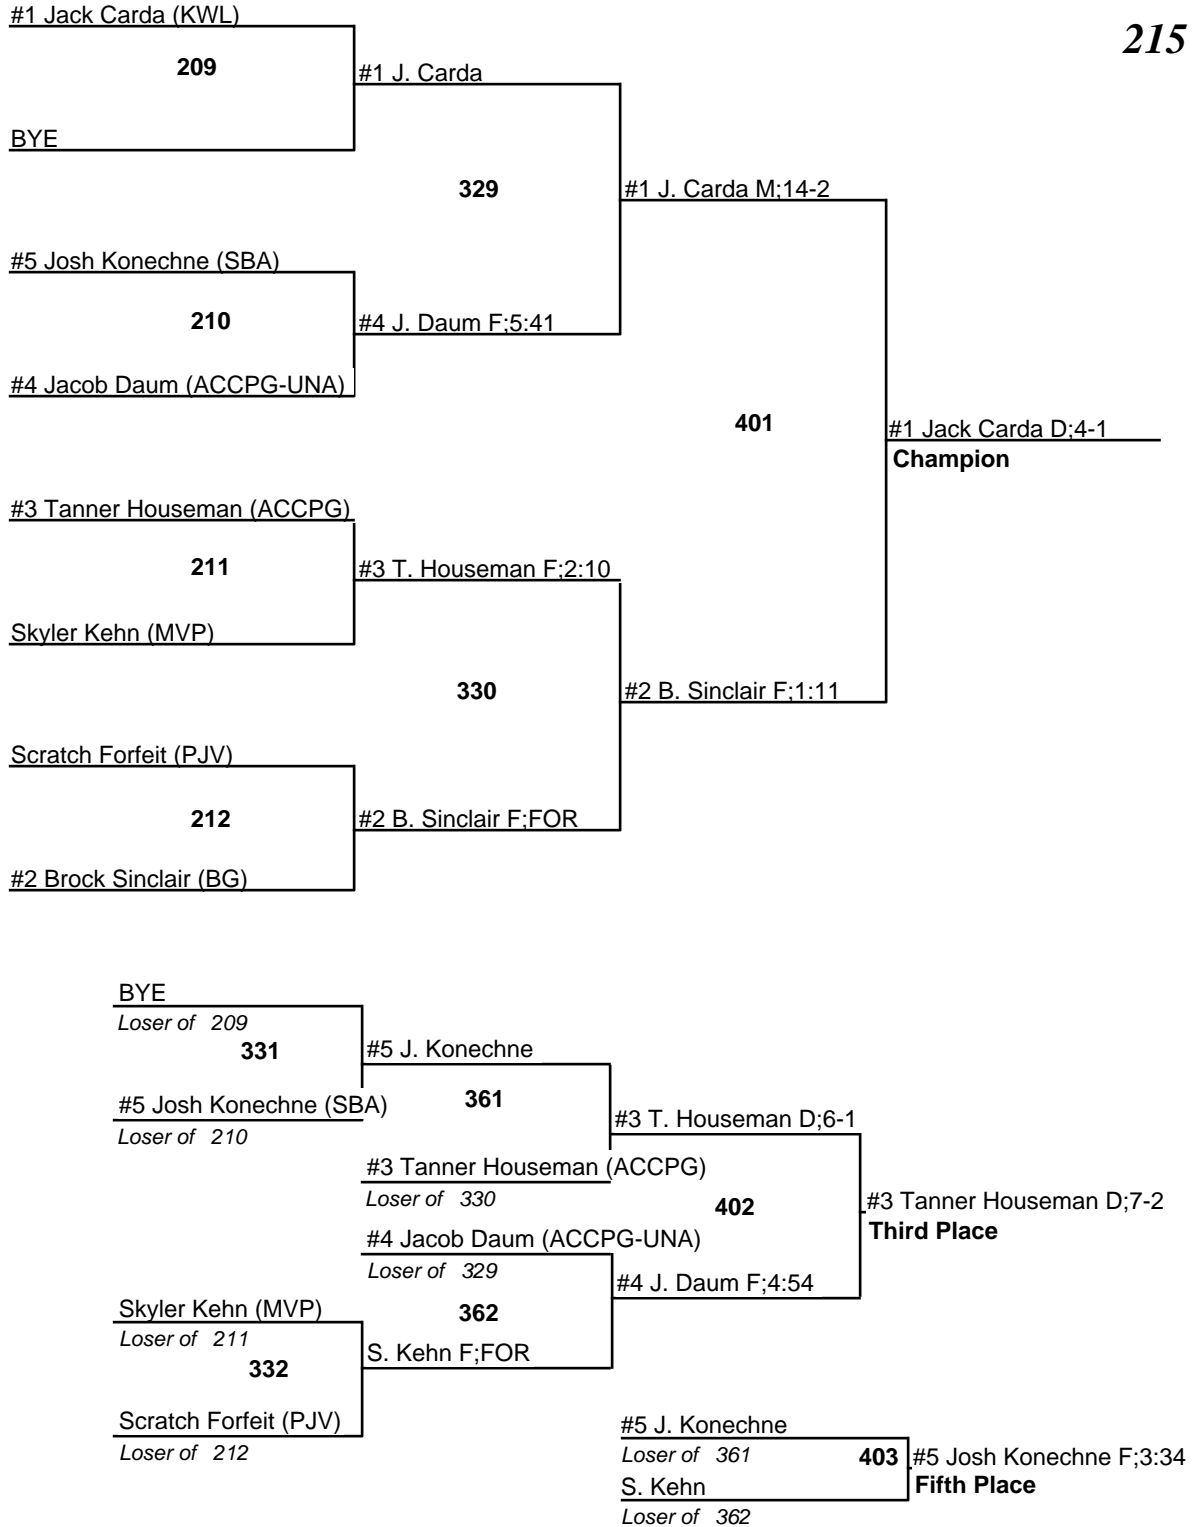 #1 Jack Carda (KWL)
215
209
#1 J. Carda
BYE
329
#1 J. Carda M;14-2
#5 Josh Konechne (SBA)
210
#4 J. Daum F;5:41
#4 Jacob Daum (ACCPG-UNA)
401
#1 Jack Carda D;4-1
Champion
#3 Tanner Houseman (ACCPG)
211
#3 T. Houseman F;2:10
Skyler Kehn (MVP)
330
#2 B. Sinclair F;1:11
Scratch Forfeit (PJV)
212
#2 B. Sinclair F;FOR
#2 Brock Sinclair (BG)
BYE
Loser of 209
331
#5 J. Konechne
#5 Josh Konechne (SBA)
Loser of 210
361
#3 T. Houseman D;6-1
#3 Tanner Houseman (ACCPG)
Loser of 330
402
#3 Tanner Houseman D;7-2
Third Place
#4 Jacob Daum (ACCPG-UNA)
Loser of 329
#4 J. Daum F;4:54
Skyler Kehn (MVP)
Loser of 211
362
332
S. Kehn F;FOR
Scratch Forfeit (PJV)
Loser of 212
#5 J. Konechne
Loser of 361
403
#5 Josh Konechne F;3:34
Fifth Place
S. Kehn
Loser of 362